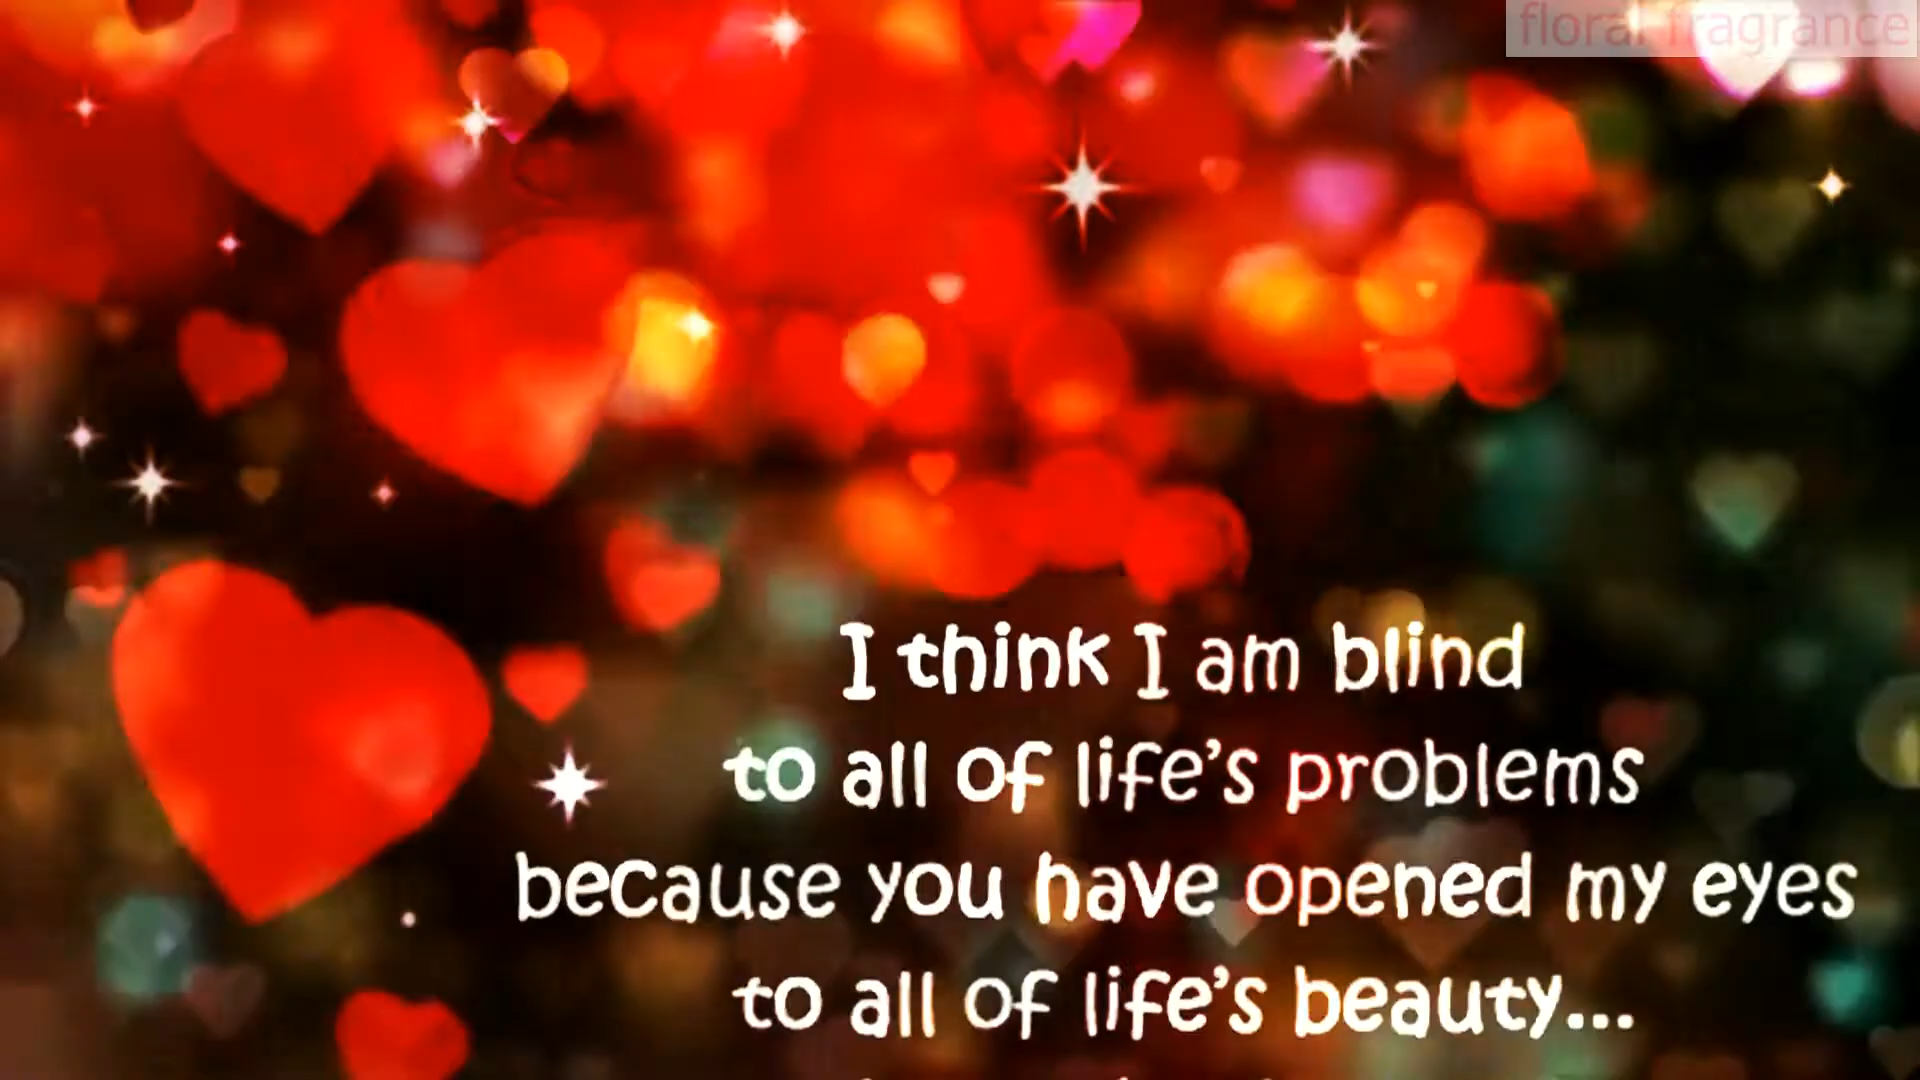 floral fragrance
I think I am blind
to all of life's problems
because you have opened my eyes
to all of life's beauty...